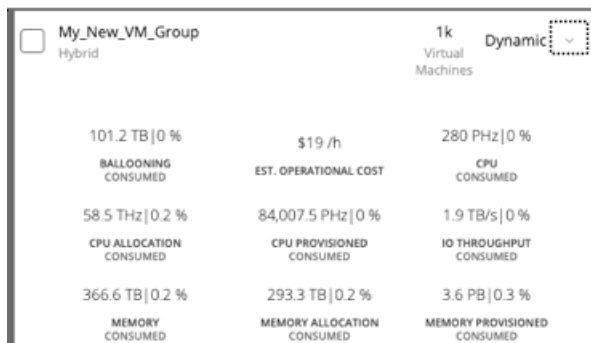 My_New_VM_Group
Hybrid
1k
Virtual
Machines
Dynamic
101.2 TB|0 %
BALLOONING
CONSUMED
$19 /h
EST. OPERATIONAL COST
280 PHz|0 %
CPU
CONSUMED
58.5 THz|0.2 %
CPU ALLOCATION
CONSUMED
84,007.5 PHz|0 %
CPU PROVISIONED
CONSUMED
1.9 TB/s|0 %
IO THROUGHPUT
CONSUMED
366.6 TB|0.2 %
MEMORY
CONSUMED
293.3 TB|0.2 %
MEMORY ALLOCATION
CONSUMED
3.6 PB|0.3 %
MEMORY PROVISIONED
CONSUMED